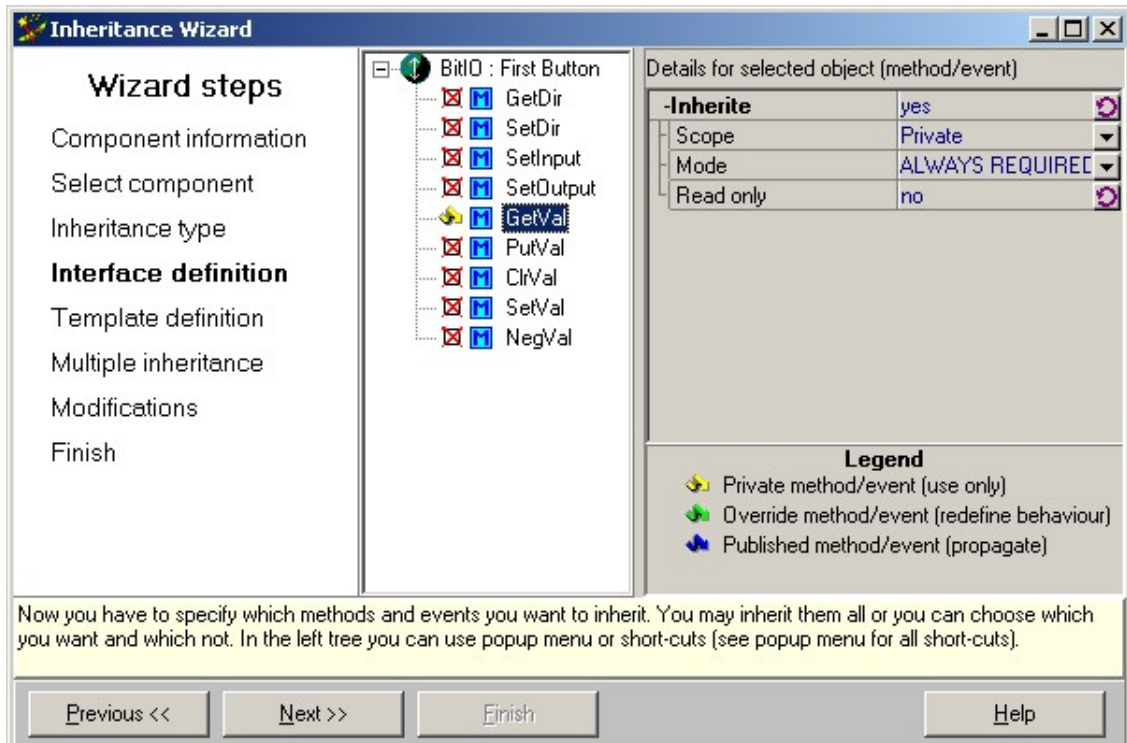 Inheritance Wizard
Wizard steps
Component information
Select component
Inheritance type
Interface definition
Template definition
Multiple inheritance
Modifications
Finish
BitIO : First Button
M GetDir
M SetDir
M SetInput
M SetOutput
M GetVal
M PutVal
M ClrVal
M SetVal
M NegVal
Details for selected object (method/event)
-Inherite yes
Scope Private
Mode ALWAYS REQUIRED
Read only no
Legend
Private method/event (use only)
Override method/event (redefine behaviour)
Published method/event (propagate)
Now you have to specify which methods and events you want to inherit. You may inherit them all or you can choose which
you want and which not. In the left tree you can use popup menu or short-cuts (see popup menu for all short-cuts).
Previous << Next >> Finish Help